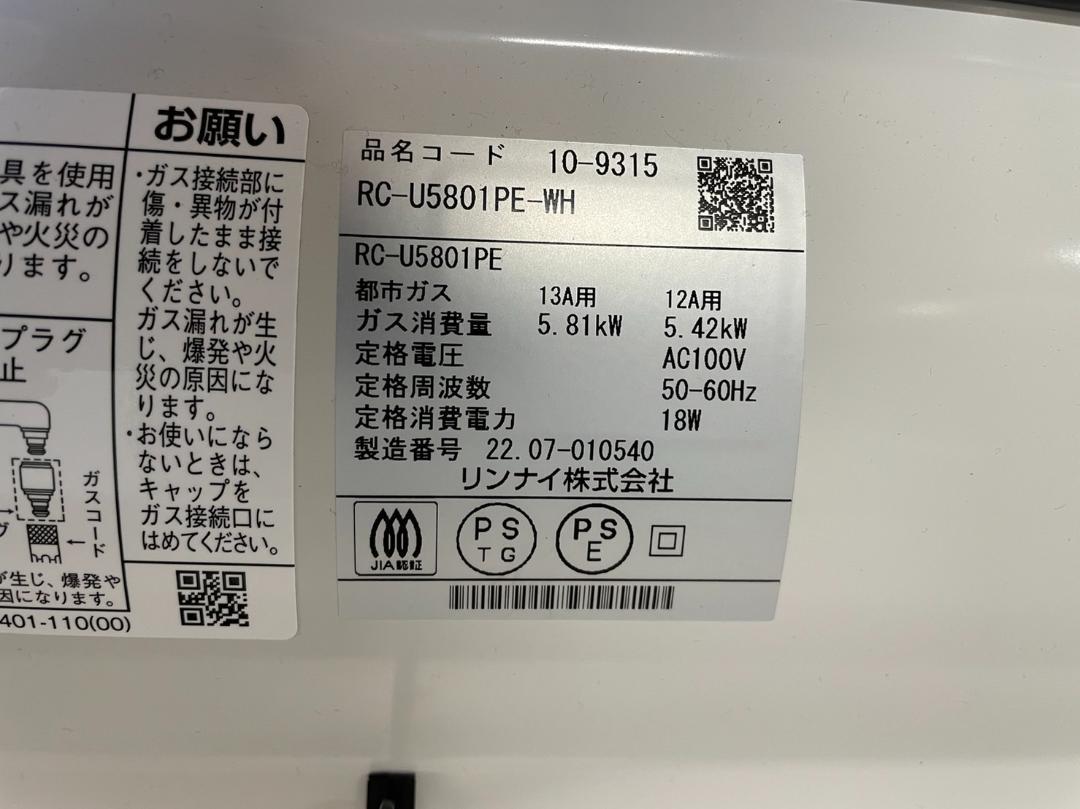 具を使用
ス漏れが
や火災の
ります。
プラグ
止
ガスコード
グ
が生じ、爆発や
因になります。
401-110(00)
お願い
・ガス接続部に
傷・異物が付
着したまま接
続をしないで
ください。
ガス漏れが生
じ、爆発や火
災の原因にな
ります。
・お使いになら
ないときは、
キャップを
ガス接続口に
はめてください。
品名コード 10-9315
RC-U5801PE-WH
RC-U5801PE
都市ガス 13A用 12A用
ガス消費量 5.81kW 5.42kW
定格電圧 AC100V
定格周波数 50-60Hz
定格消費電力 18W
製造番号 22.07-010540
リンナイ株式会社
JIA認証
PS
TG
PS
E